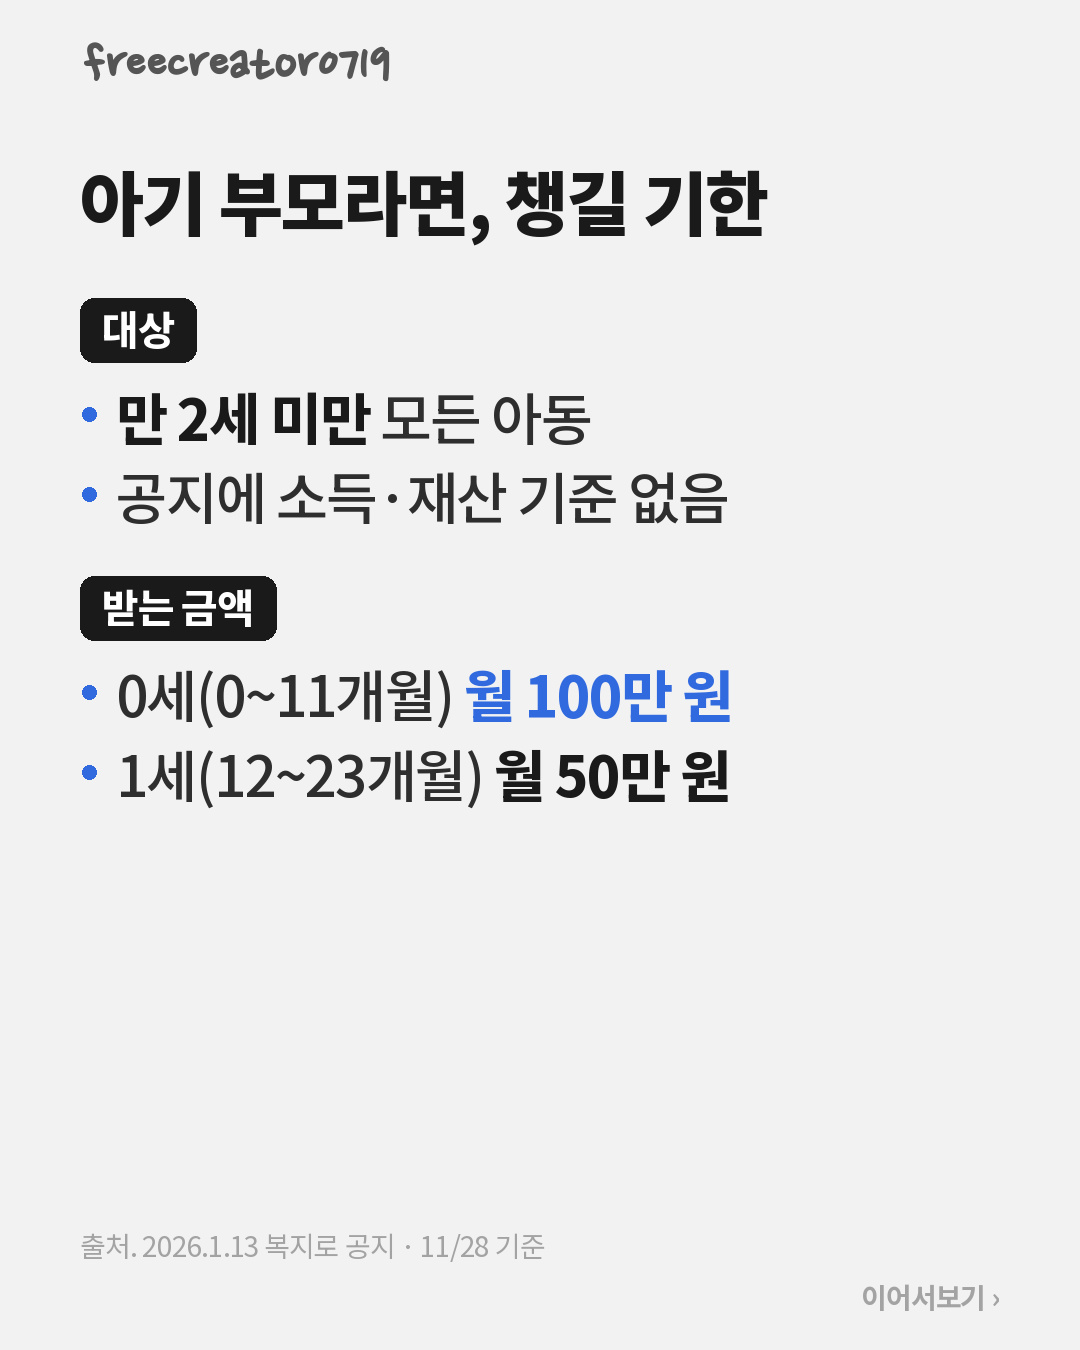 freecreator0719
아기 부모라면, 챙길 기한
대상
• 만 2세 미만 모든 아동
• 공지에 소득·재산 기준 없음
받는 금액
• 0세(0~11개월) 월 100만 원
• 1세(12~23개월) 월 50만 원
출처. 2026.1.13 복지로 공지 · 11/28 기준
이어서보기 ›